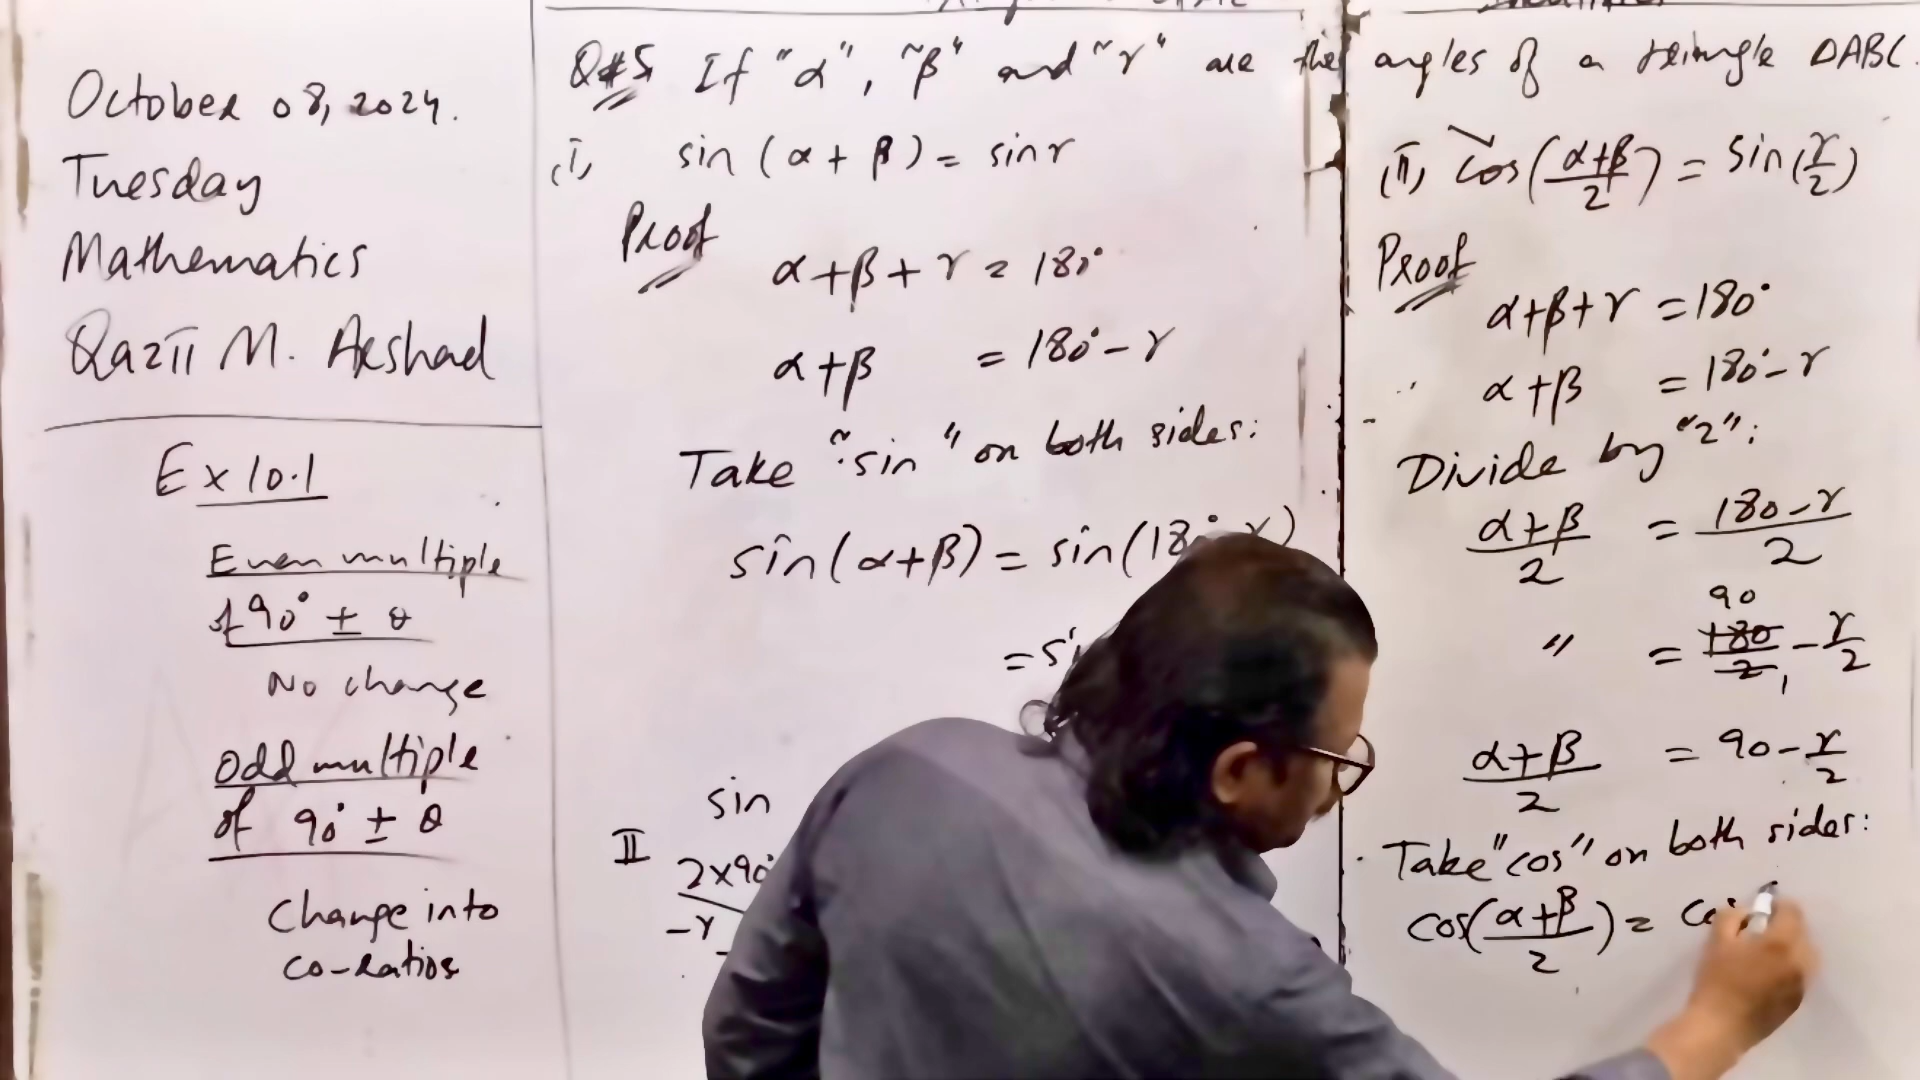 October 08, 2024.
Tuesday
Mathematics
Qazii M. Arshad
Ex 10.1
Even multiple
of 90° ± θ
No change
Odd multiple
of 90° ± θ
Change into
co-ratios
Q#5 If "α", "β" and "γ" are the angles of a triangle ΔABC.
(i) sin (α + β) = sin γ
Proof
α + β + γ = 180°
α + β = 180° - γ
Take "sin" on both sides:
sin(α + β) = sin(180° - γ)
= si
sin
II
2×90°
-γ
(ii) cos((α+β)/2) = sin(γ/2)
Proof
α+β+γ = 180°
α+β = 180° - γ
Divide by "2":
(α+β)/2 = (180-γ)/2
90
" = 180/2 - γ/2
1
(α+β)/2 = 90 - γ/2
Take "cos" on both sides:
cos((α+β)/2) = cos